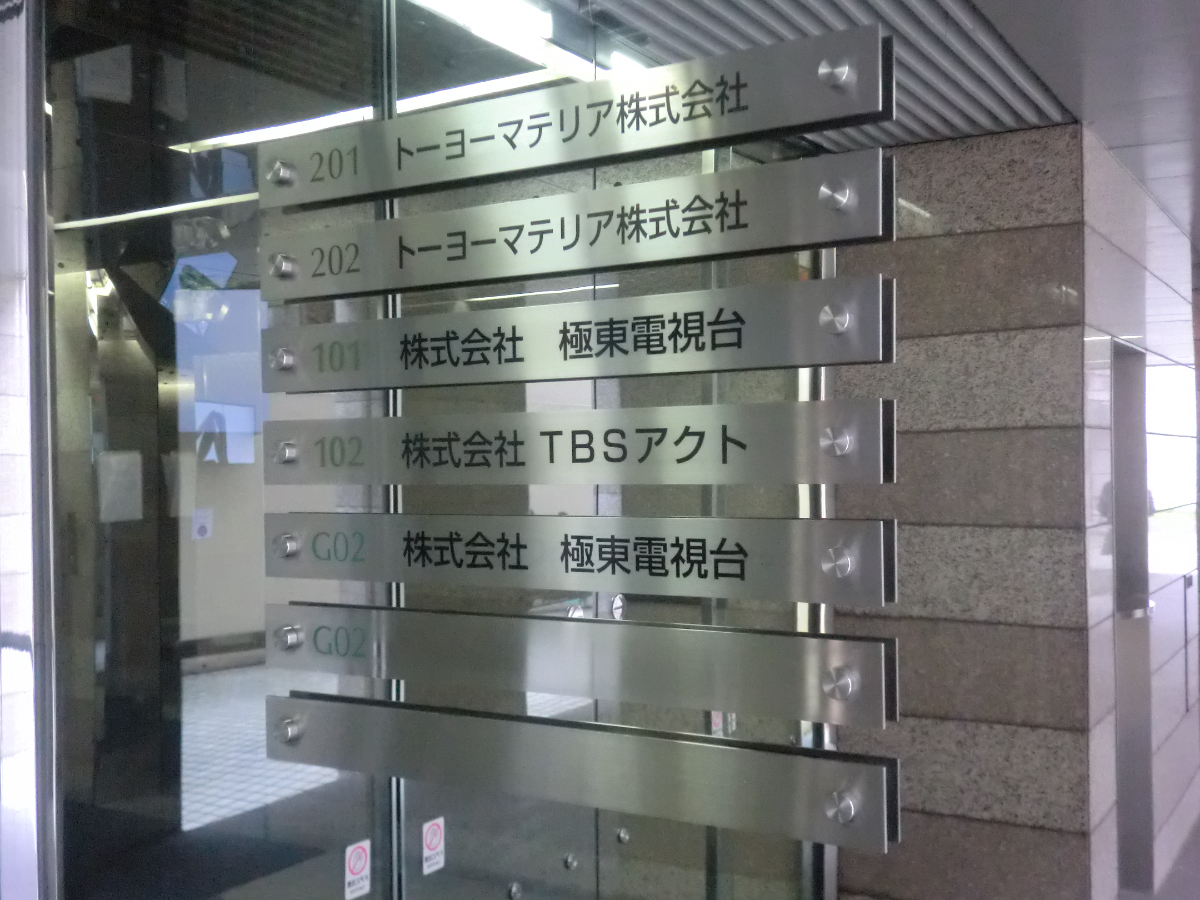 201 トーヨーマテリア株式会社
202 トーヨーマテリア株式会社
101 株式会社 極東電視台
102 株式会社 TBSアクト
G02 株式会社 極東電視台
G02